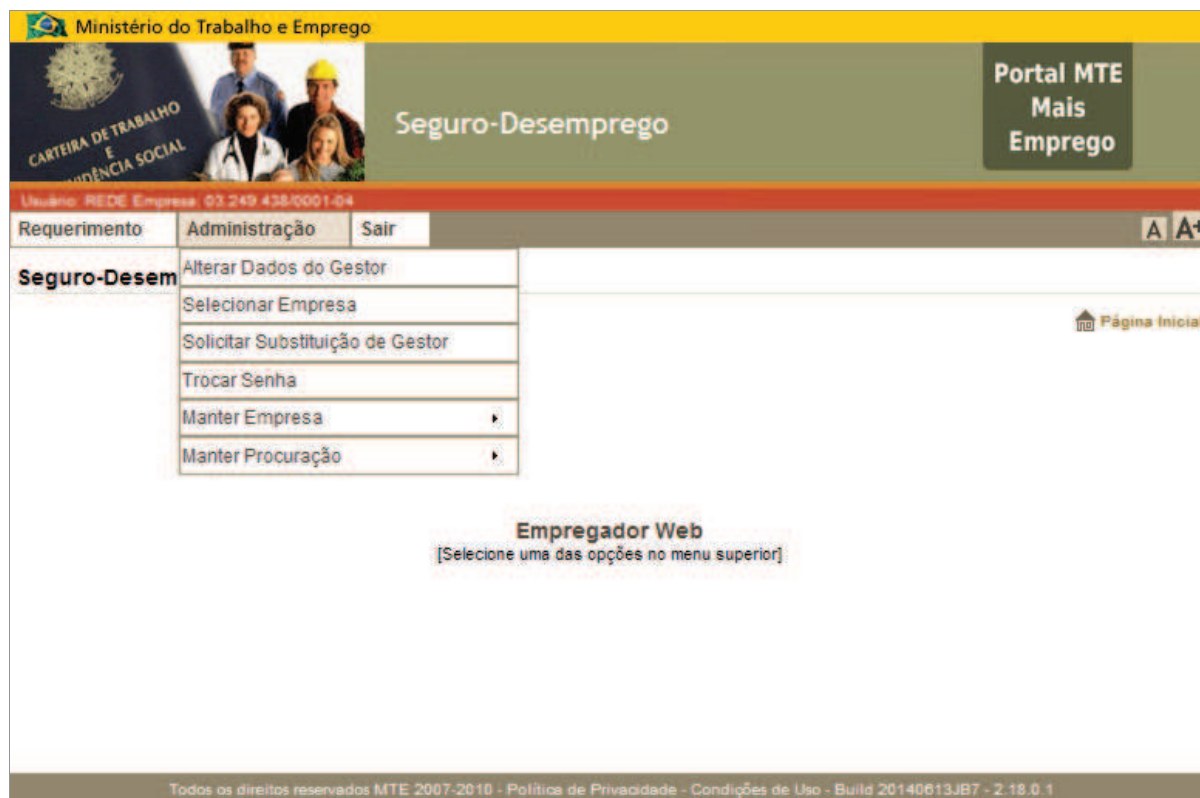 Ministério do Trabalho e Emprego
CARTEIRA DE TRABALHO
E
IDÊNCIA SOCIAL
Seguro-Desemprego
Portal MTE
Mais
Emprego
Usuário: REDE Empresa: 03.249.438/0001-04
Requerimento Administração Sair A A+
Seguro-Desem
Alterar Dados do Gestor
Selecionar Empresa
Página Inicial
Solicitar Substituição de Gestor
Trocar Senha
Manter Empresa
Manter Procuração
Empregador Web
[Selecione uma das opções no menu superior]
Todos os direitos reservados MTE 2007-2010 - Política de Privacidade - Condições de Uso - Build 20140613JB7 - 2.18.0.1